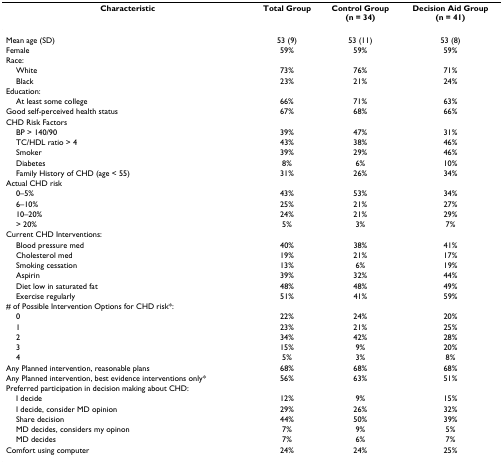 Characteristic Total Group Control Group Decision Aid Group
(n = 34) (n = 41)
Mean age (SD) 53 (9) 53 (11) 53 (8)
Female 59% 59% 59%
Race:
White 73% 76% 71%
Black 23% 21% 24%
Education:
At least some college 66% 71% 63%
Good self-perceived health status 67% 68% 66%
CHD Risk Factors
BP > 140/90 39% 47% 31%
TC/HDL ratio > 4 43% 38% 46%
Smoker 39% 29% 46%
Diabetes 8% 6% 10%
Family History of CHD (age < 55) 31% 26% 34%
Actual CHD risk
0–5% 43% 53% 34%
6–10% 25% 21% 27%
10–20% 24% 21% 29%
> 20% 5% 3% 7%
Current CHD Interventions:
Blood pressure med 40% 38% 41%
Cholesterol med 19% 21% 17%
Smoking cessation 13% 6% 19%
Aspirin 39% 32% 44%
Diet low in saturated fat 48% 48% 49%
Exercise regularly 51% 41% 59%
# of Possible Intervention Options for CHD risk*:
0 22% 24% 20%
1 23% 21% 25%
2 34% 42% 28%
3 15% 9% 20%
4 5% 3% 8%
Any Planned intervention, reasonable plans 68% 68% 68%
Any Planned intervention, best evidence interventions only* 56% 63% 51%
Preferred participation in decision making about CHD:
I decide 12% 9% 15%
I decide, consider MD opinion 29% 26% 32%
Share decision 44% 50% 39%
MD decides, considers my opinon 7% 9% 5%
MD decides 7% 6% 7%
Comfort using computer 24% 24% 25%